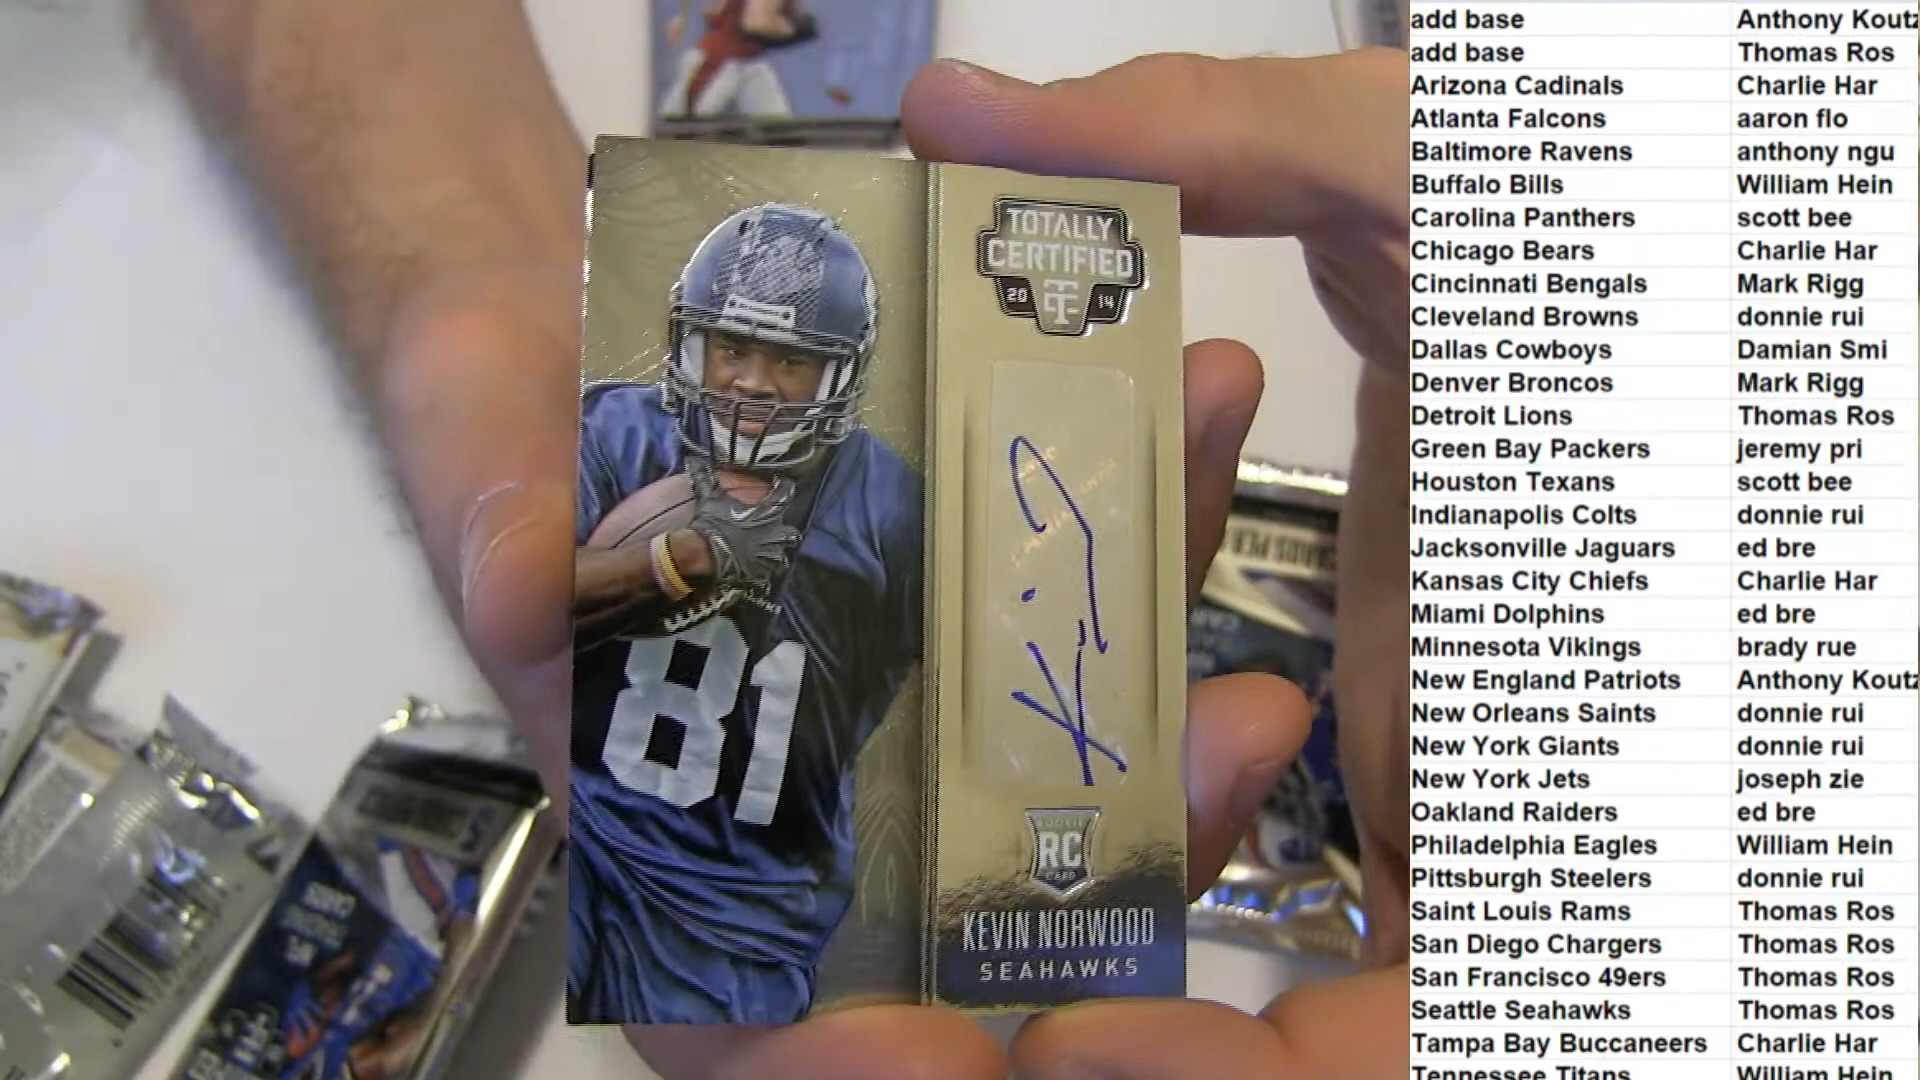 TOTALLY
CERTIFIED
20 14
81
ROOKIE
RC
CARD
KEVIN NORWOOD
SEAHAWKS
add base Anthony Koutz
add base Thomas Ros
Arizona Cadinals Charlie Har
Atlanta Falcons aaron flo
Baltimore Ravens anthony ngu
Buffalo Bills William Hein
Carolina Panthers scott bee
Chicago Bears Charlie Har
Cincinnati Bengals Mark Rigg
Cleveland Browns donnie rui
Dallas Cowboys Damian Smi
Denver Broncos Mark Rigg
Detroit Lions Thomas Ros
Green Bay Packers jeremy pri
Houston Texans scott bee
Indianapolis Colts donnie rui
Jacksonville Jaguars ed bre
Kansas City Chiefs Charlie Har
Miami Dolphins ed bre
Minnesota Vikings brady rue
New England Patriots Anthony Koutz
New Orleans Saints donnie rui
New York Giants donnie rui
New York Jets joseph zie
Oakland Raiders ed bre
Philadelphia Eagles William Hein
Pittsburgh Steelers donnie rui
Saint Louis Rams Thomas Ros
San Diego Chargers Thomas Ros
San Francisco 49ers Thomas Ros
Seattle Seahawks Thomas Ros
Tampa Bay Buccaneers Charlie Har
Tennessee Titans William Hein